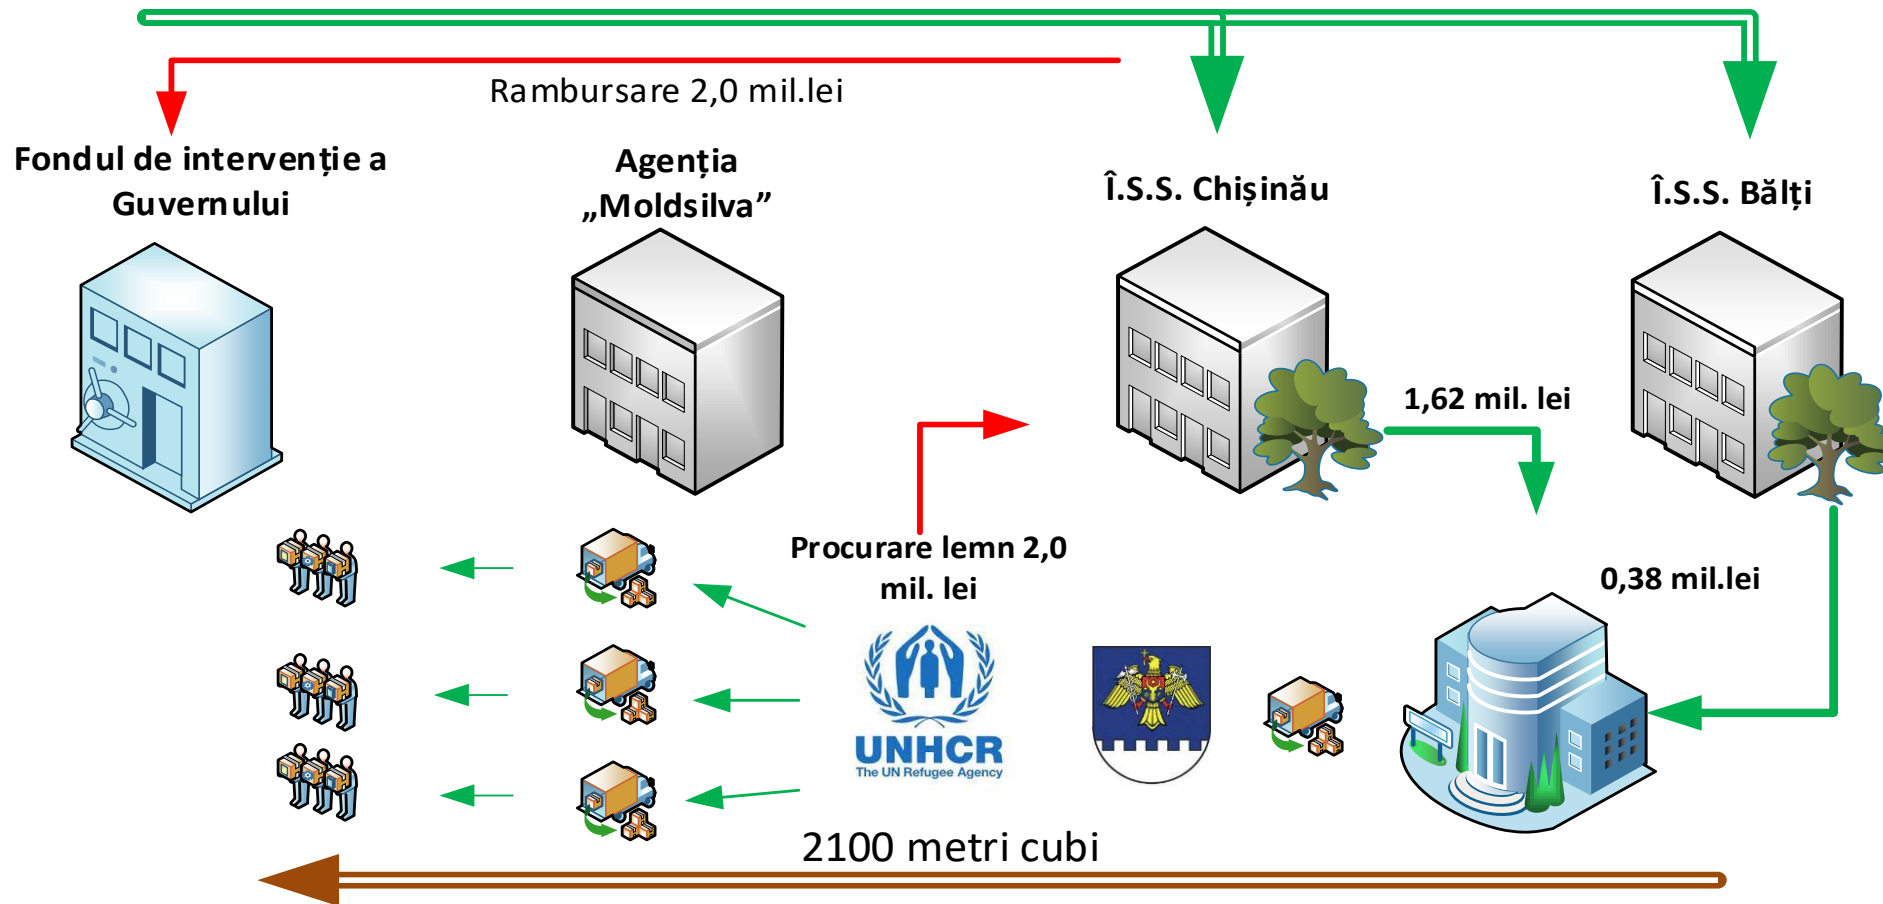 Rambursare 2,0 mil.lei
Fondul de intervenție a
Guvernului
Agenția
„Moldsilva”
Î.S.S. Chișinău
Î.S.S. Bălți
1,62 mil. lei
Procurare lemn 2,0
mil. lei
0,38 mil.lei
UNHCR
The UN Refugee Agency
2100 metri cubi